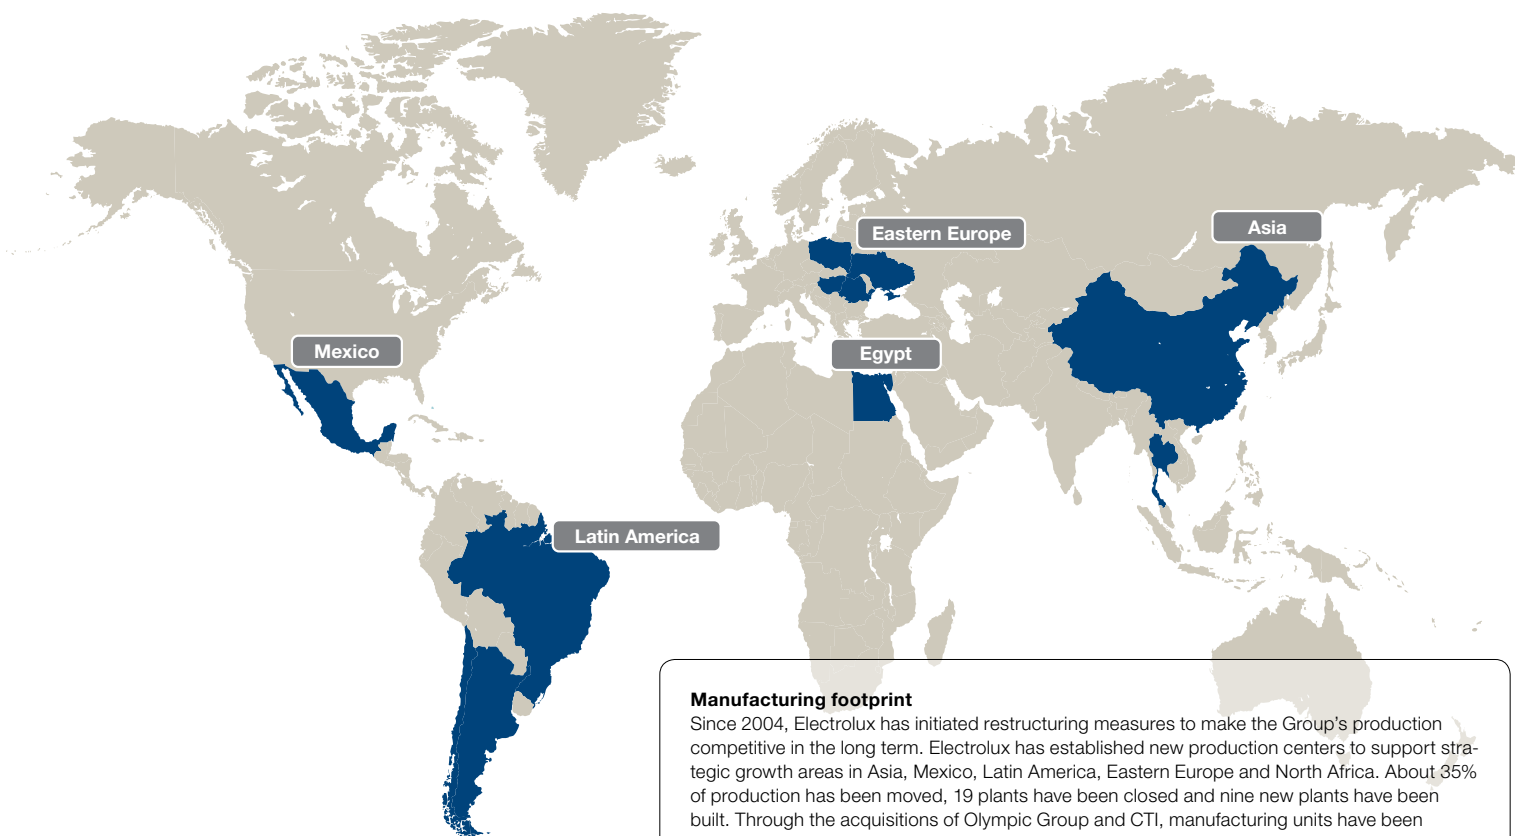 Eastern Europe
Asia
Mexico
Egypt
Latin America
Manufacturing footprint
Since 2004, Electrolux has initiated restructuring measures to make the Group's production
competitive in the long term. Electrolux has established new production centers to support stra-
tegic growth areas in Asia, Mexico, Latin America, Eastern Europe and North Africa. About 35%
of production has been moved, 19 plants have been closed and nine new plants have been
built. Through the acquisitions of Olympic Group and CTI, manufacturing units have been